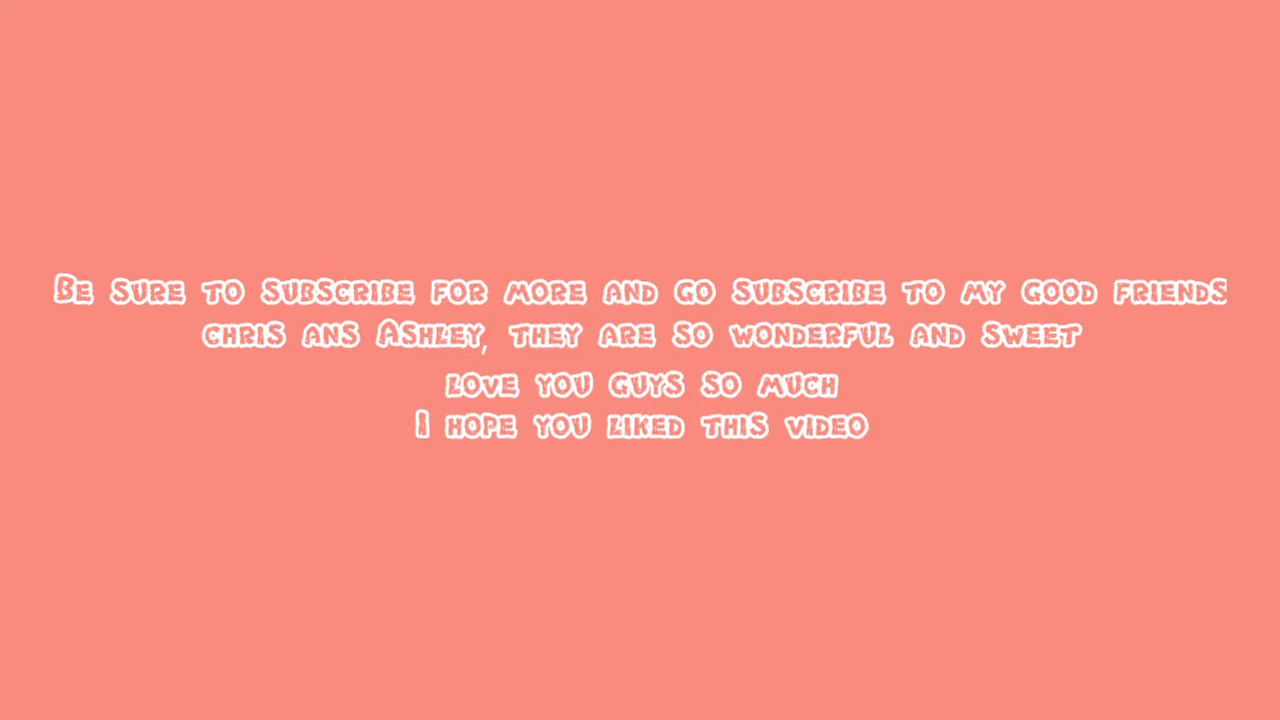 Be sure to subscribe for more and go subscribe to my good friends
chris ans Ashley, they are so wonderful and sweet
love you guys so much
I hope you liked this video